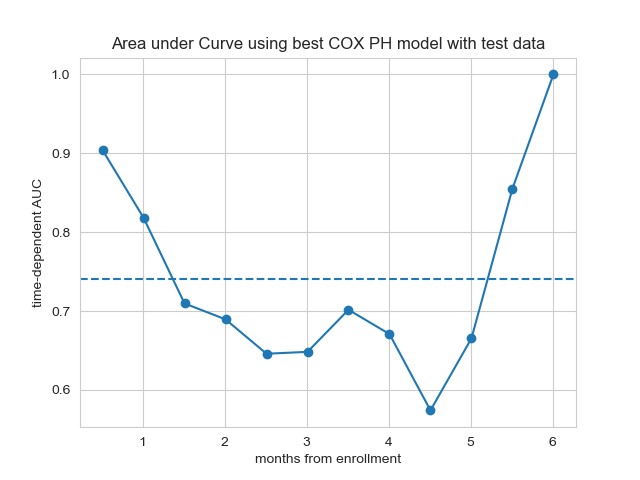 Area under Curve using best COX PH model with test data
1.0
0.9
0.8
0.7
0.6
time-dependent AUC
1 2 3 4 5 6
months from enrollment